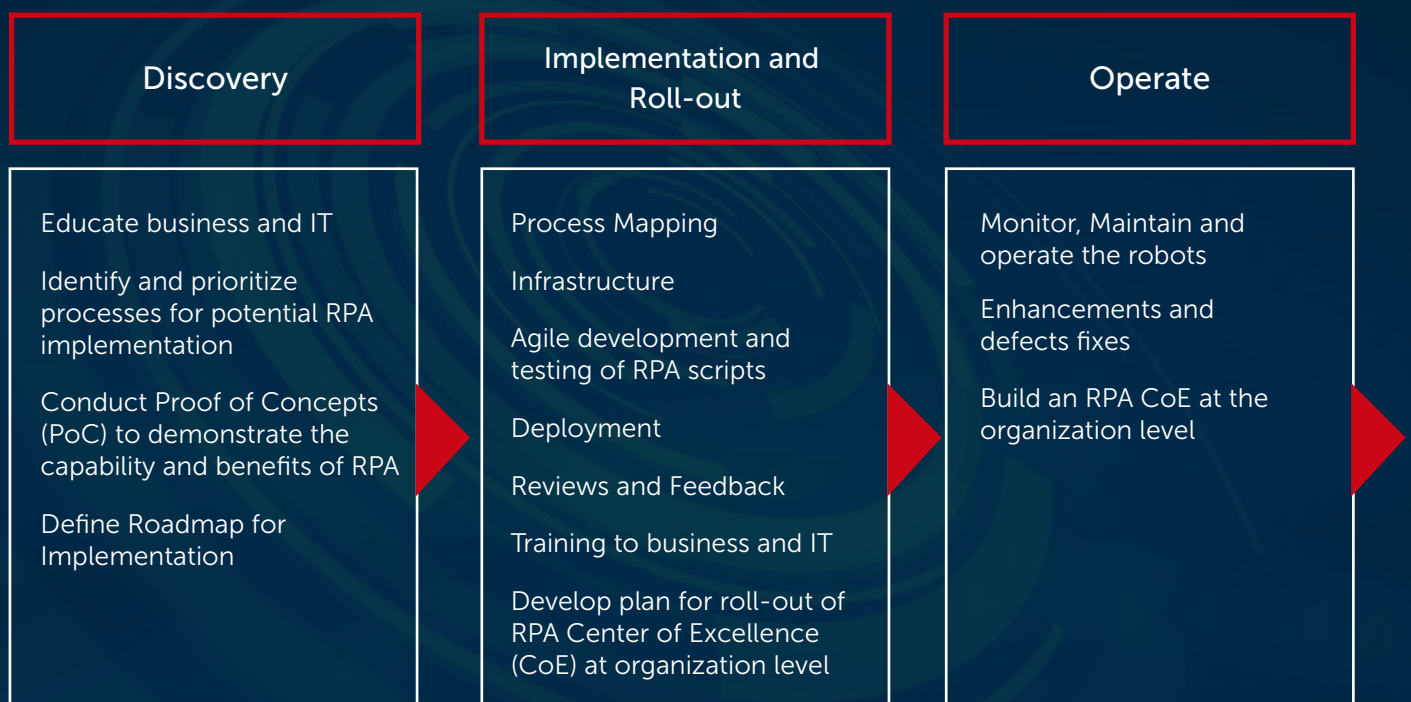 Discovery
Educate business and IT
Identify and prioritize
processes for potential RPA
implementation
Conduct Proof of Concepts
(PoC) to demonstrate the
capability and benefits of RPA
Define Roadmap for
Implementation
Implementation and
Roll-out
Process Mapping
Infrastructure
Agile development and
testing of RPA scripts
Deployment
Reviews and Feedback
Training to business and IT
Develop plan for roll-out of
RPA Center of Excellence
(CoE) at organization level
Operate
Monitor, Maintain and
operate the robots
Enhancements and
defects fixes
Build an RPA CoE at the
organization level